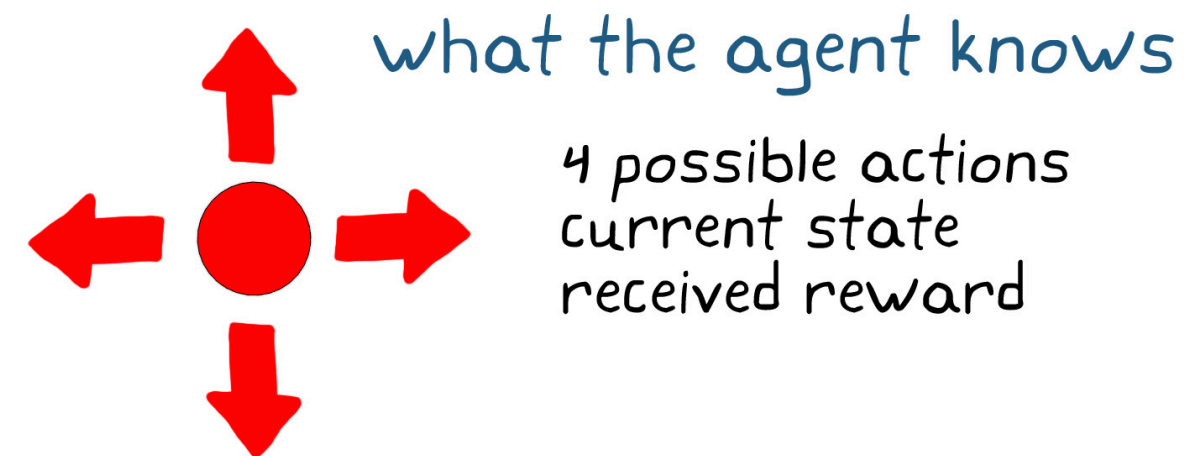 what the agent knows
4 possible actions
current state
received reward